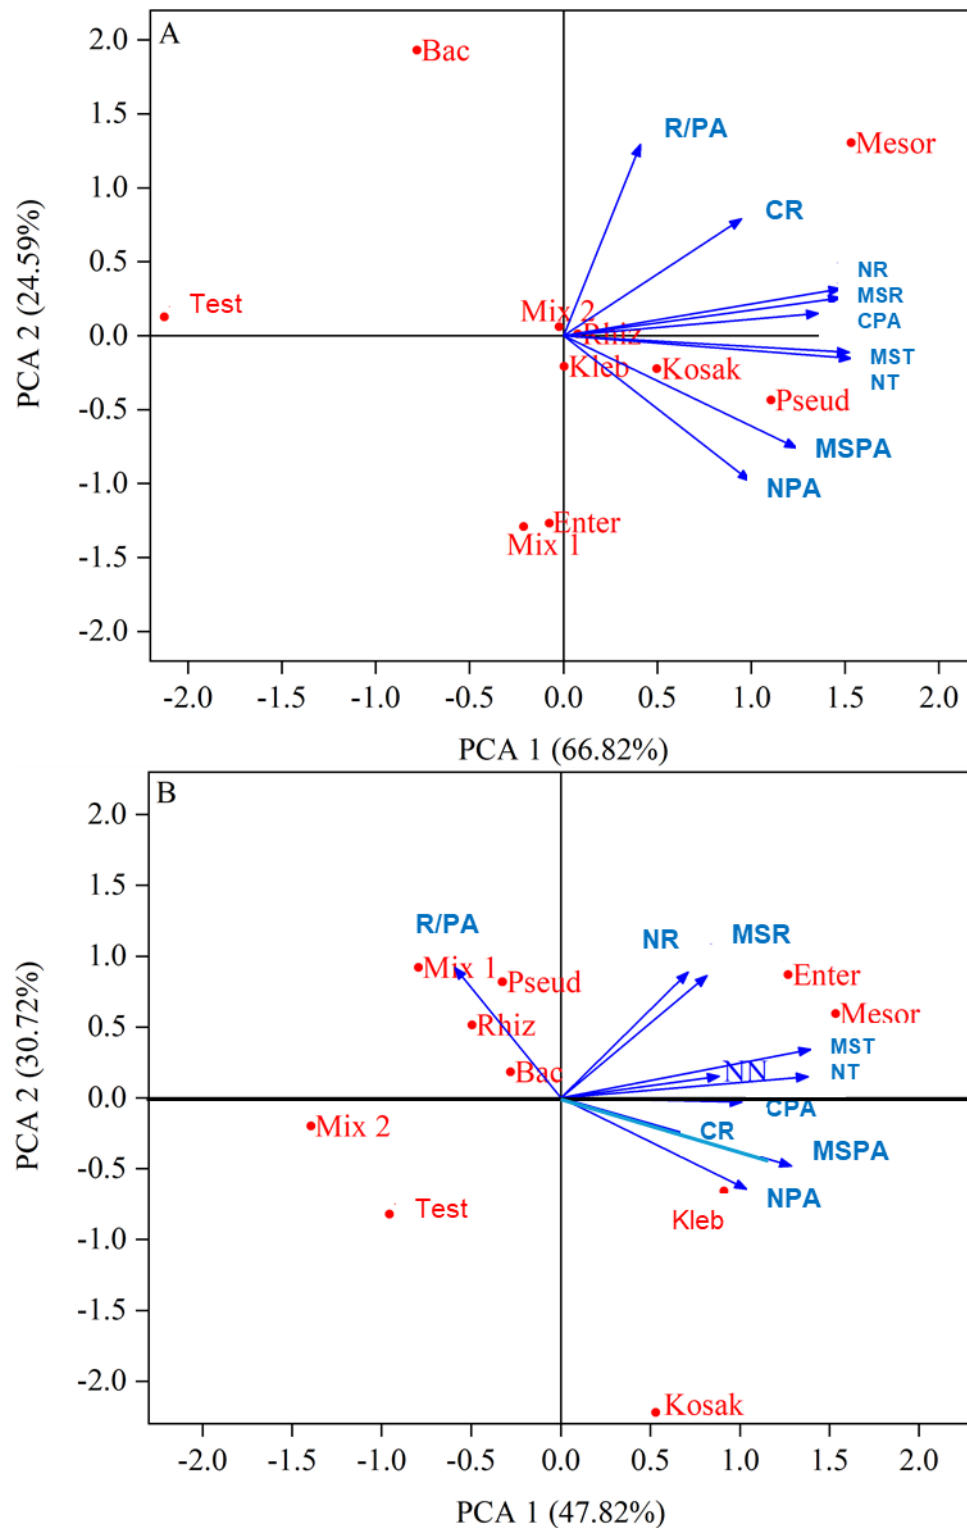 A
2.0
Bac
1.5
R/PA
Mesor
1.0
CR
0.5
NR
Test
MSR
Mix 2
CPA
0.0
Rhiz
MST
Kleb
Kosak
NT
-0.5
Pseud
MSPA
-1.0
NPA
Enter
Mix 1
-1.5
-2.0
PCA 2 (24.59%)
-2.0 -1.5 -1.0 -0.5 0.0 0.5 1.0 1.5 2.0
PCA 1 (66.82%)
B
2.0
1.5
R/PA
NR
MSR
1.0
Mix 1
Pseud
Enter
Mesor
0.5
Rhiz
MST
Bac
NN
NT
0.0
CPA
Mix 2
CR
MSPA
-0.5
NPA
Test
Kleb
-1.0
-1.5
-2.0
Kosak
PCA 2 (30.72%)
-2.0 -1.5 -1.0 -0.5 0.0 0.5 1.0 1.5 2.0
PCA 1 (47.82%)